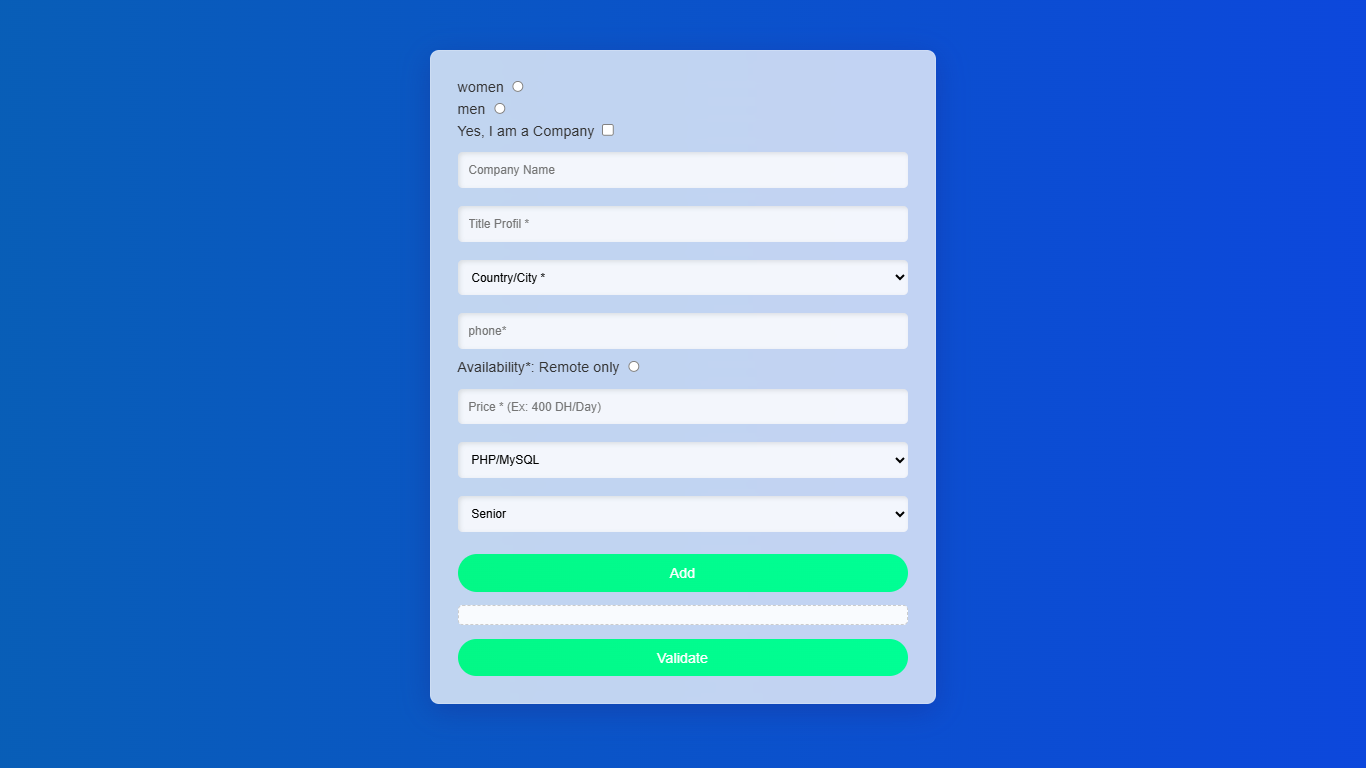 women
men
Yes, I am a Company
Company Name
Title Profil *
Country/City *
phone*
Availability*: Remote only
Price * (Ex: 400 DH/Day)
PHP/MySQL
Senior
Add
Validate